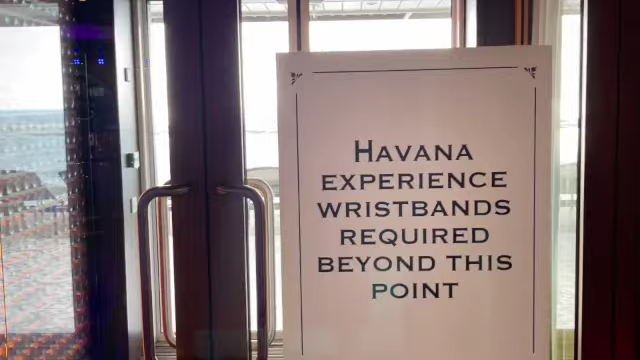 HAVANA
EXPERIENCE
WRISTBANDS
REQUIRED
BEYOND THIS
POINT